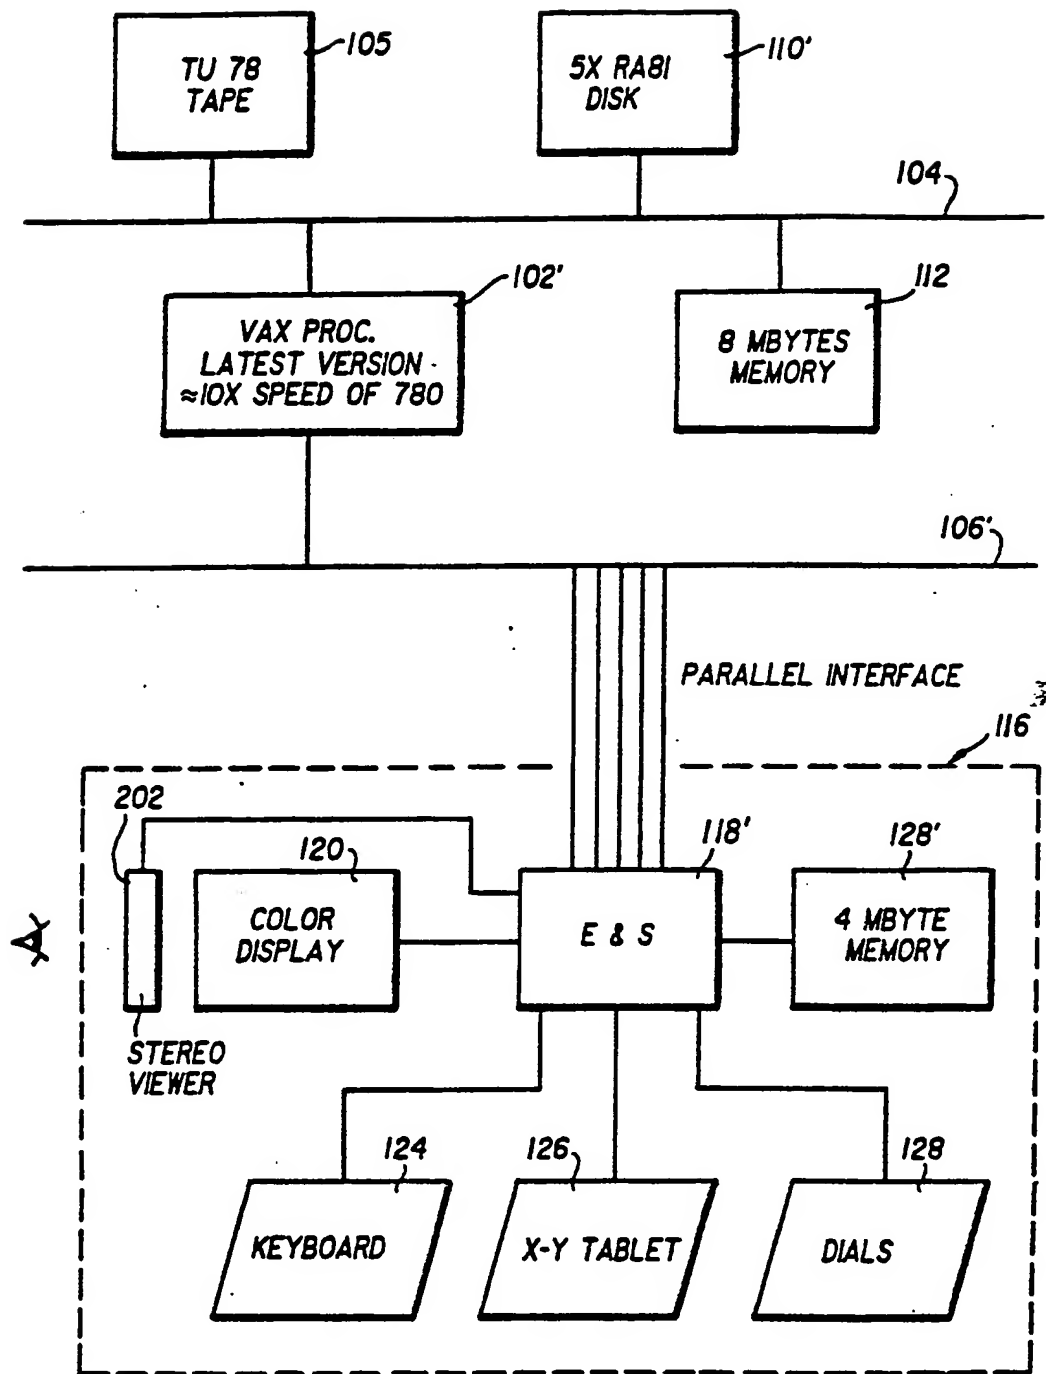 TU 78
TAPE
105
5X RA81
DISK
110'
104
VAX PROC.
LATEST VERSION
≈10X SPEED OF 780
102'
8 MBYTES
MEMORY
112
106'
PARALLEL INTERFACE
116
202
120
118'
128'
COLOR
DISPLAY
E & S
4 MBYTE
MEMORY
STEREO
VIEWER
124
126
128
KEYBOARD
X-Y TABLET
DIALS